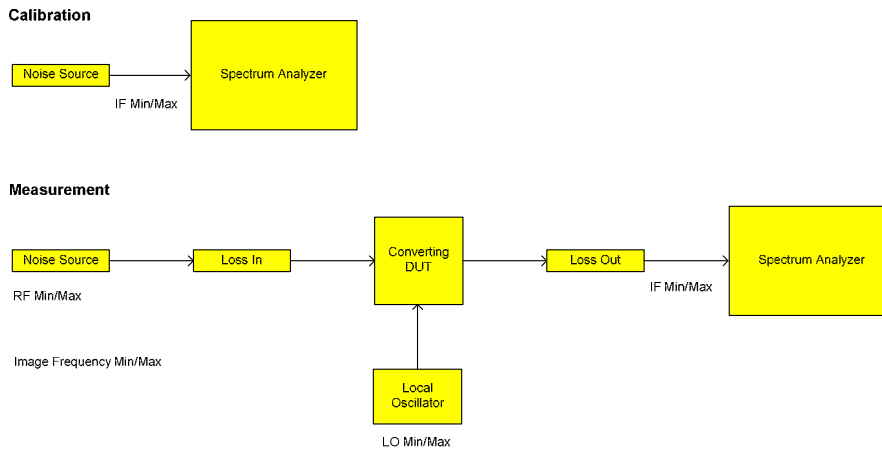 Calibration
Noise Source
Spectrum Analyzer
IF Min/Max
Measurement
Noise Source
Loss In
Converting
DUT
Loss Out
Spectrum Analyzer
RF Min/Max
IF Min/Max
Image Frequency Min/Max
Local
Oscillator
LO Min/Max